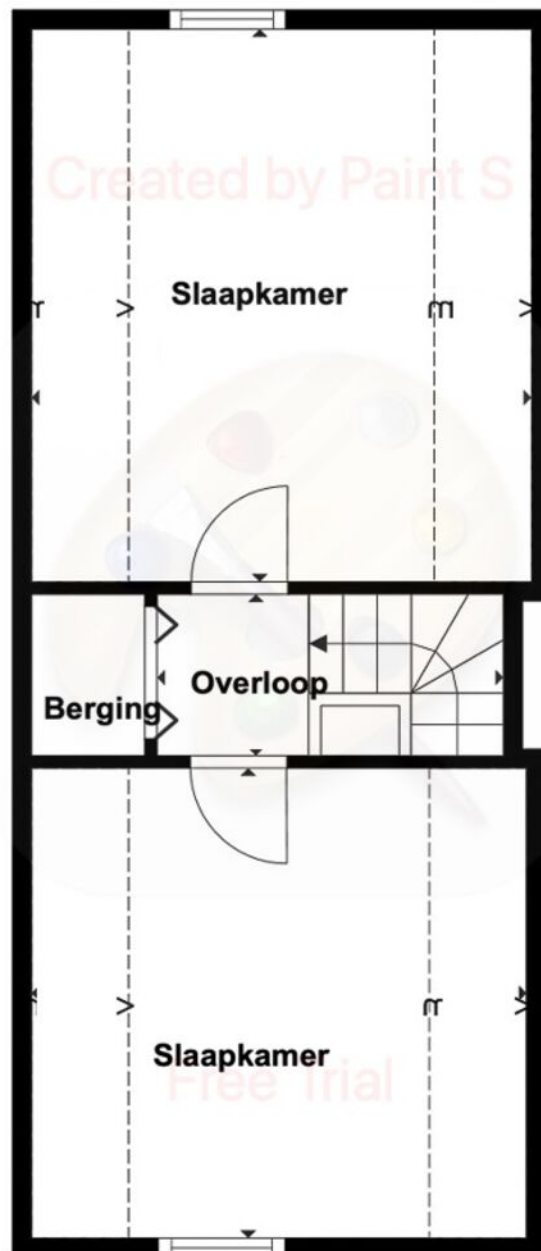 Created by Paint S
Slaapkamer
Overloop
Berging
Slaapkamer
Free Trial